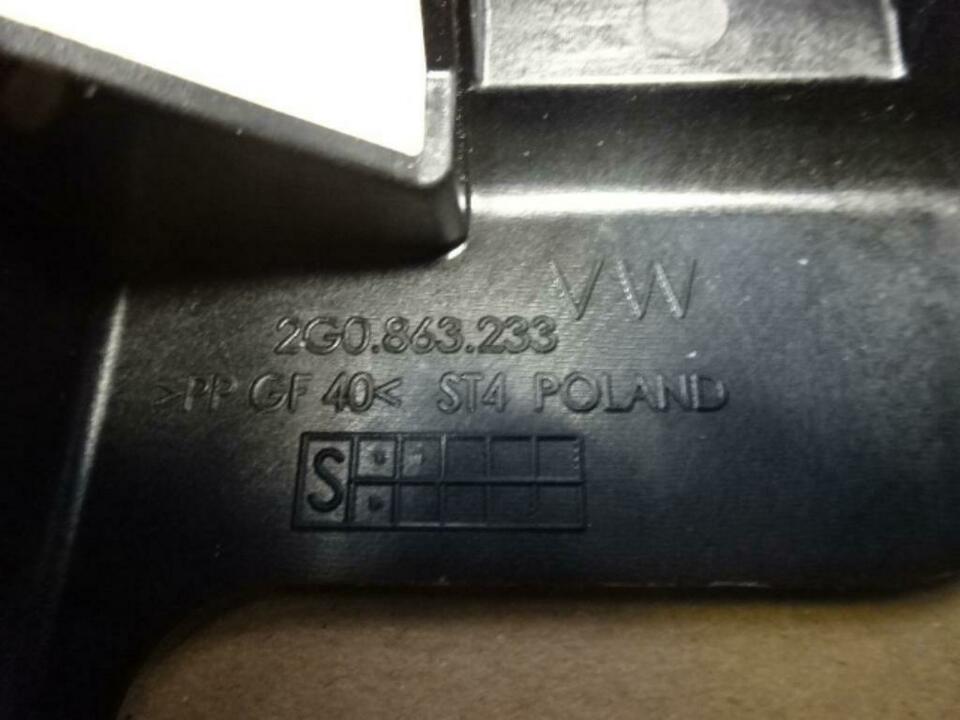 VW
2G0.863.233
>PP GF 40< ST4 POLAND
S